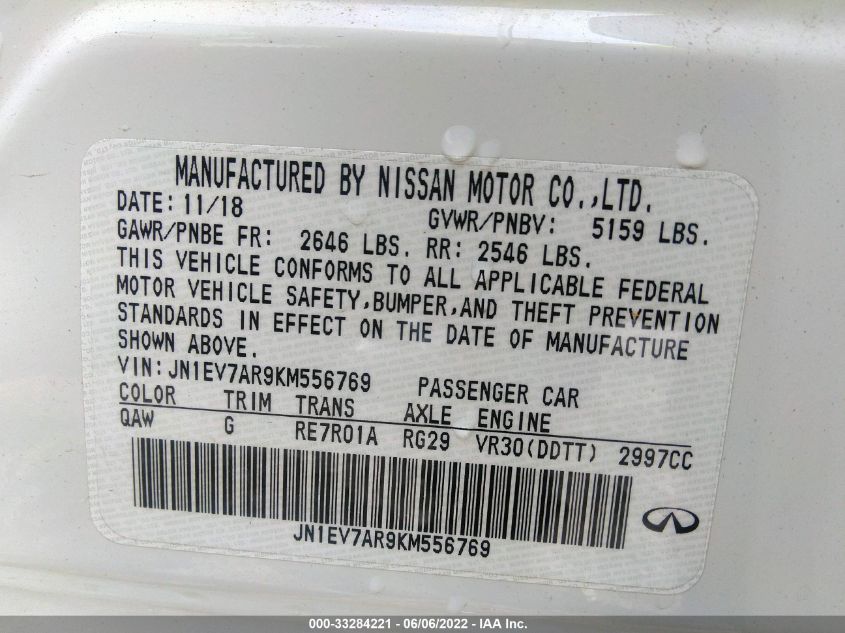 MANUFACTURED BY NISSAN MOTOR CO.,LTD.
DATE: 11/18 GVWR/PNBV: 5159 LBS.
GAWR/PNBE FR: 2646 LBS. RR: 2546 LBS.
THIS VEHICLE CONFORMS TO ALL APPLICABLE FEDERAL
MOTOR VEHICLE SAFETY,BUMPER,AND THEFT PREVENTION
STANDARDS IN EFFECT ON THE DATE OF MANUFACTURE
SHOWN ABOVE.
VIN:JN1EV7AR9KM556769 PASSENGER CAR
COLOR TRIM TRANS AXLE ENGINE
QAW G RE7R01A RG29 VR30(DDTT) 2997CC
JN1EV7AR9KM556769
000-33284221 - 06/06/2022 - IAA Inc.